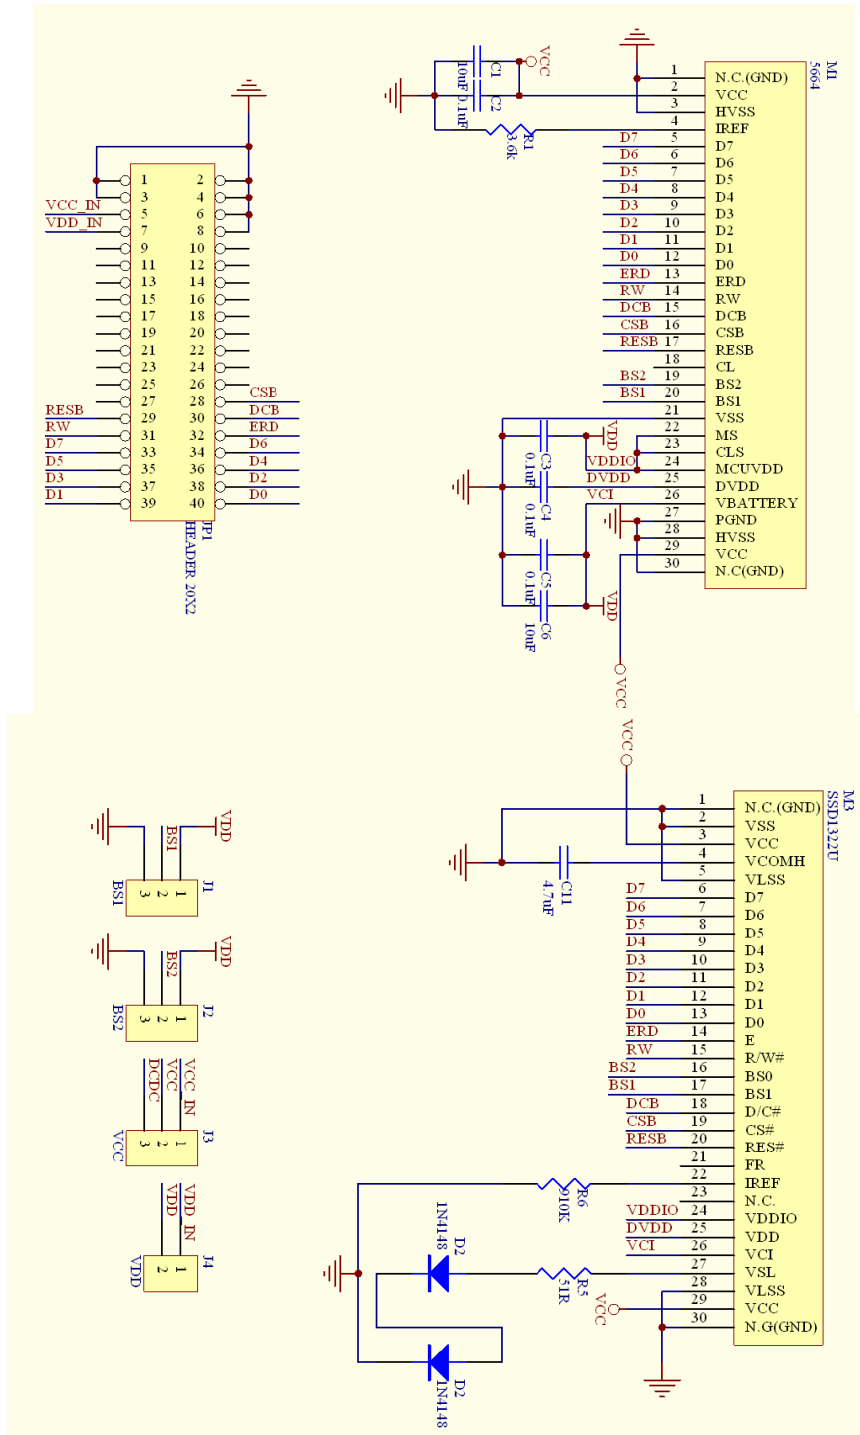 VCC
C1
10uF
C2
0.1uF
R1
3.6k
M1
5664
1 N.C.(GND)
2 VCC
3 HVSS
4 IREF
D7 5 D7
D6 6 D6
D5 7 D5
D4 8 D4
D3 9 D3
D2 10 D2
D1 11 D1
D0 12 D0
ERD 13 ERD
RW 14 RW
DCB 15 DCB
CSB 16 CSB
RESB 17 RESB
18 CL
BS2 19 BS2
BS1 20 BS1
21 VSS
22 MS
23 CLS
VDDIO 24 MCUVDD
DVDD 25 DVDD
VCI 26 VBATTERY
27 PGND
28 HVSS
29 VCC
30 N.C(GND)
VDD
C3
0.1uF
C4
0.1uF
C5
0.1uF
C6
10uF
VDD
VCC
1 2
3 4
VCC_IN 5 6
VDD_IN 7 8
9 10
11 12
13 14
15 16
17 18
19 20
21 22
23 24
25 26
27 28 CSB
RESB 29 30 DCB
RW 31 32 ERD
D7 33 34 D6
D5 35 36 D4
D3 37 38 D2
D1 39 40 D0
JP1
HEADER 20X2
VCC
M3
SSD1322U
1 N.C.(GND)
2 VSS
3 VCC
4 VCOMH
5 VLSS
D7 6 D7
D6 7 D6
D5 8 D5
D4 9 D4
D3 10 D3
D2 11 D2
D1 12 D1
D0 13 D0
ERD 14 E
RW 15 R/W#
BS2 16 BS0
BS1 17 BS1
DCB 18 D/C#
CSB 19 CS#
RESB 20 RES#
21 FR
22 IREF
23 N.C.
VDDIO 24 VDDIO
DVDD 25 VDD
VCI 26 VCI
27 VSL
28 VLSS
29 VCC
30 N.G(GND)
C11
4.7uF
R6
910K
R5
51R
VCC
D2
1N4148
D2
1N4148
VDD
BS1
3 2 1
J1
BS1
VDD
BS2
3 2 1
J2
BS2
DCDC
VCC
VCC_IN
3 2 1
J3
VCC
VDD
VDD_IN
2 1
J4
VDD